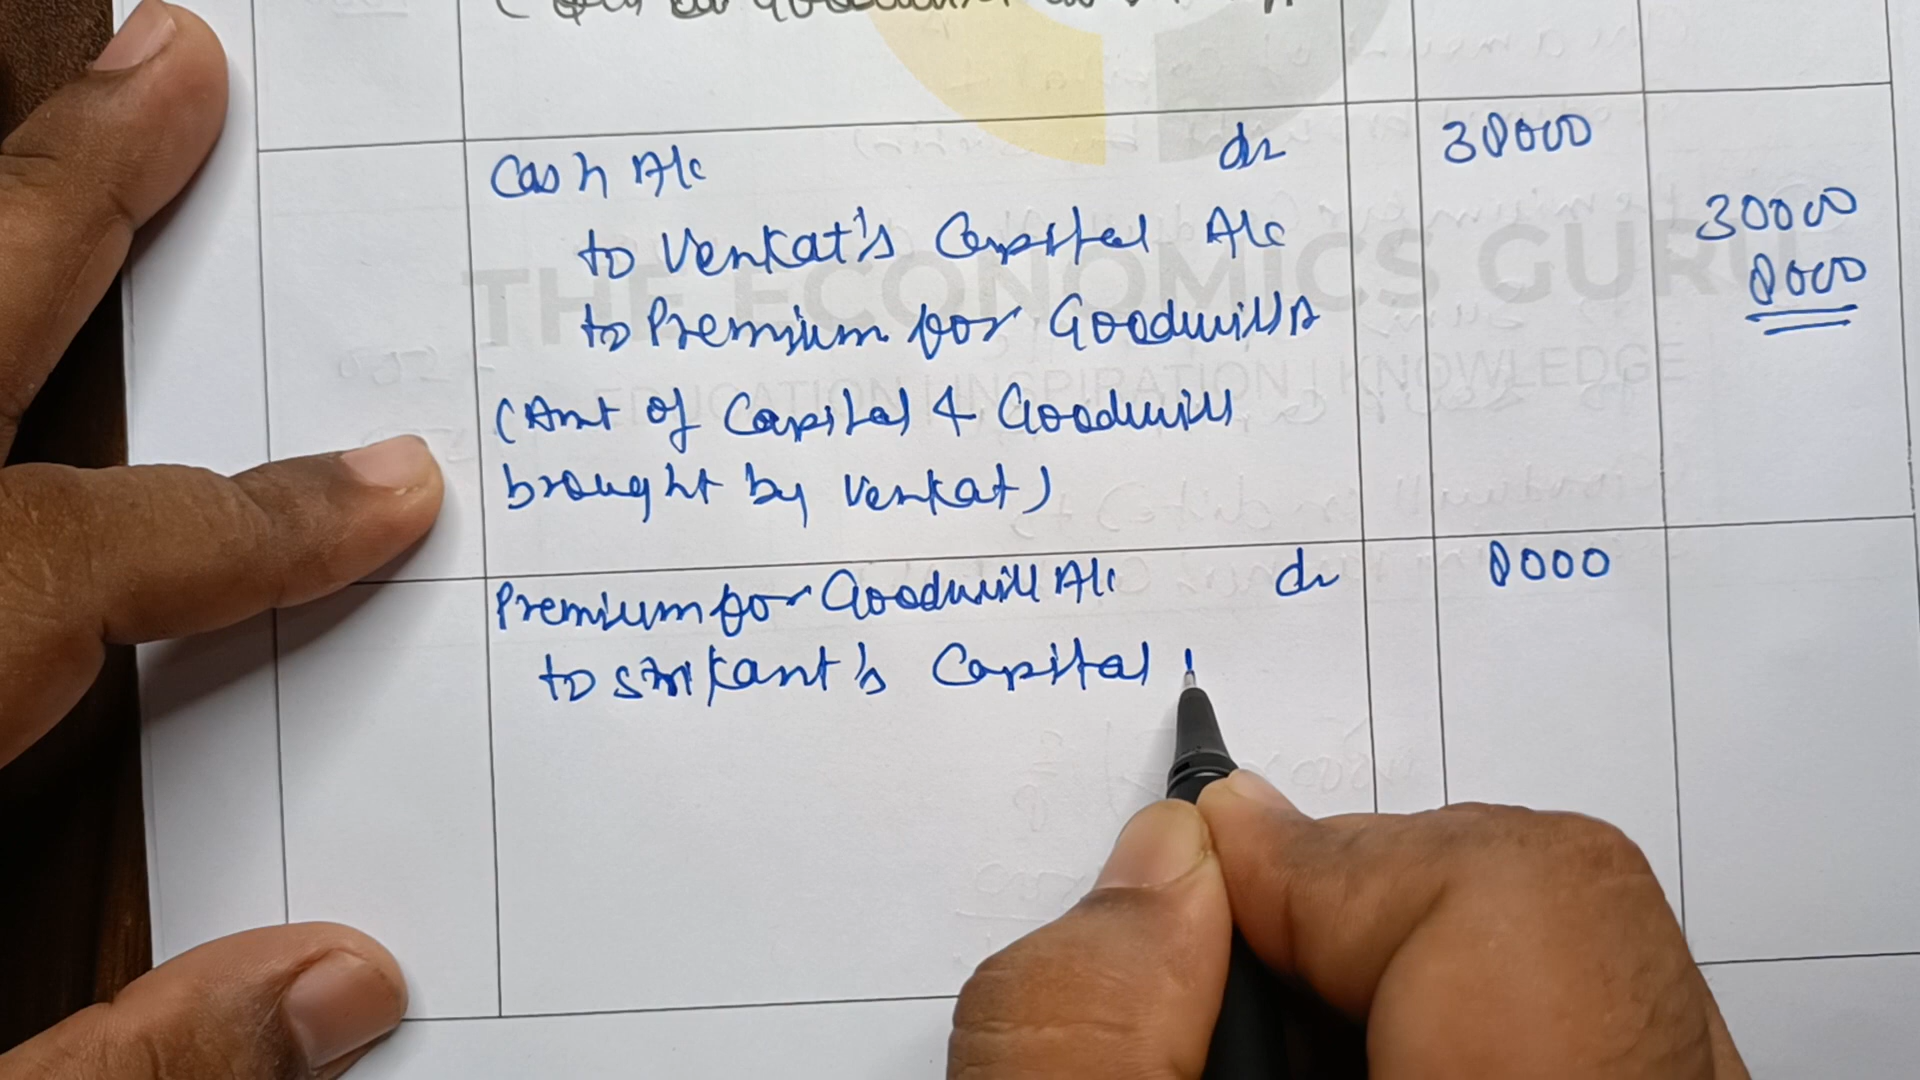 Cash A/c dr 38000
to Venkat's Capital A/c 30000
to Premium for Goodwill A 8000
(Amt of Capital & Goodwill
brought by Venkat)
Premium for Goodwill A/c dr 8000
to Srikant's Capital
THE ECONOMICS GURU
EDUCATION | INSPIRATION | KNOWLEDGE